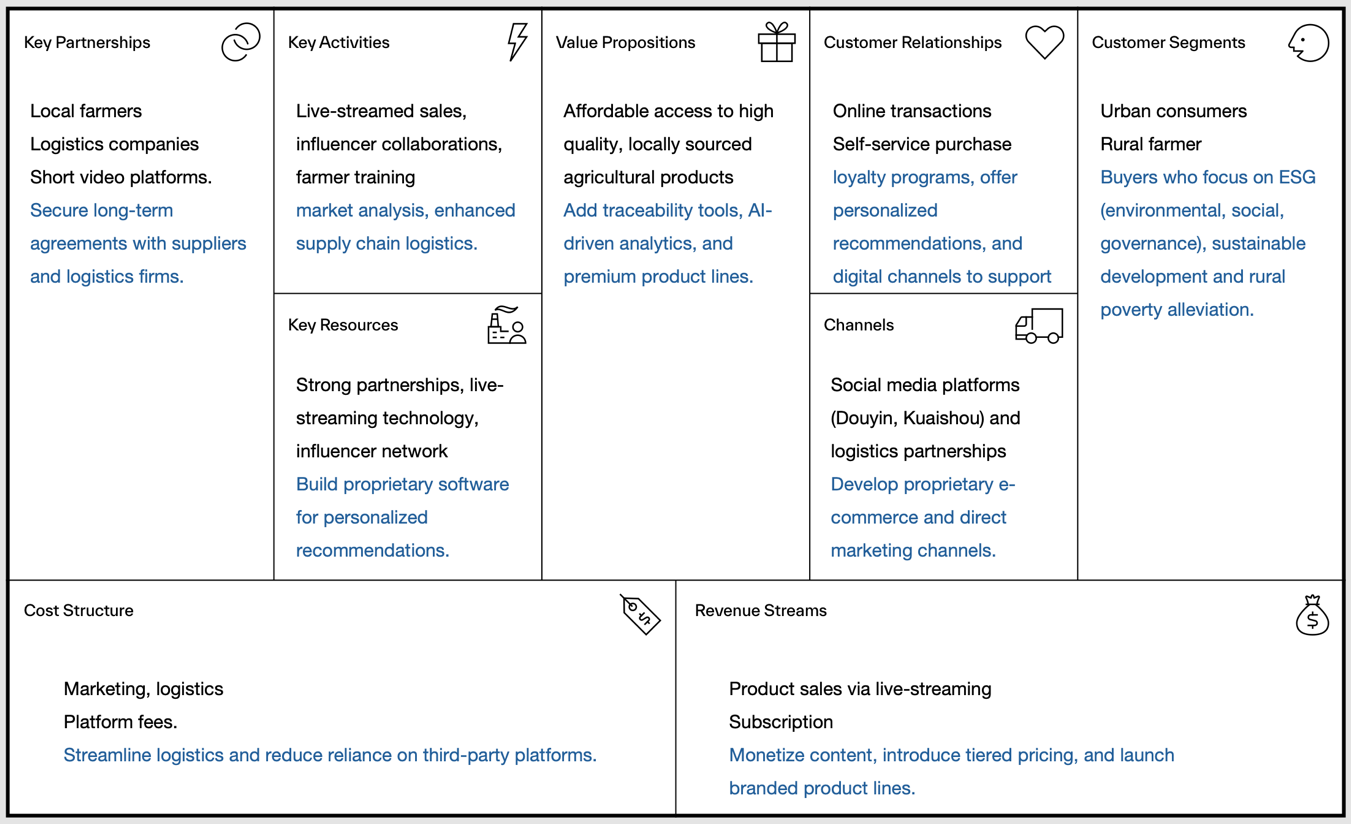 Key Partnerships
Local farmers
Logistics companies
Short video platforms.
Secure long-term
agreements with suppliers
and logistics firms.
Key Activities
Live-streamed sales,
influencer collaborations,
farmer training
market analysis, enhanced
supply chain logistics.
Key Resources
Strong partnerships, live-
streaming technology,
influencer network
Build proprietary software
for personalized
recommendations.
Value Propositions
Affordable access to high
quality, locally sourced
agricultural products
Add traceability tools, AI-
driven analytics, and
premium product lines.
Customer Relationships
Online transactions
Self-service purchase
loyalty programs, offer
personalized
recommendations, and
digital channels to support
Channels
Social media platforms
(Douyin, Kuaishou) and
logistics partnerships
Develop proprietary e-
commerce and direct
marketing channels.
Customer Segments
Urban consumers
Rural farmer
Buyers who focus on ESG
(environmental, social,
governance), sustainable
development and rural
poverty alleviation.
Cost Structure
$
Marketing, logistics
Platform fees.
Streamline logistics and reduce reliance on third-party platforms.
Revenue Streams
$
Product sales via live-streaming
Subscription
Monetize content, introduce tiered pricing, and launch
branded product lines.